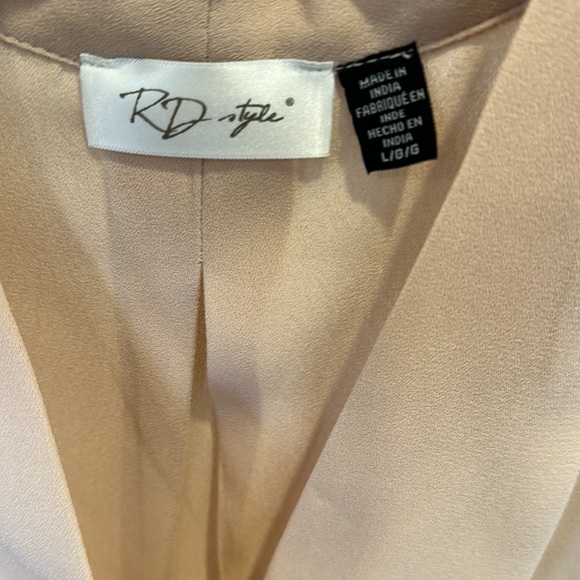 RD style®
MADE IN
INDIA
FABRIQUÉ EN
INDE
HECHO EN
INDIA
L/G/G